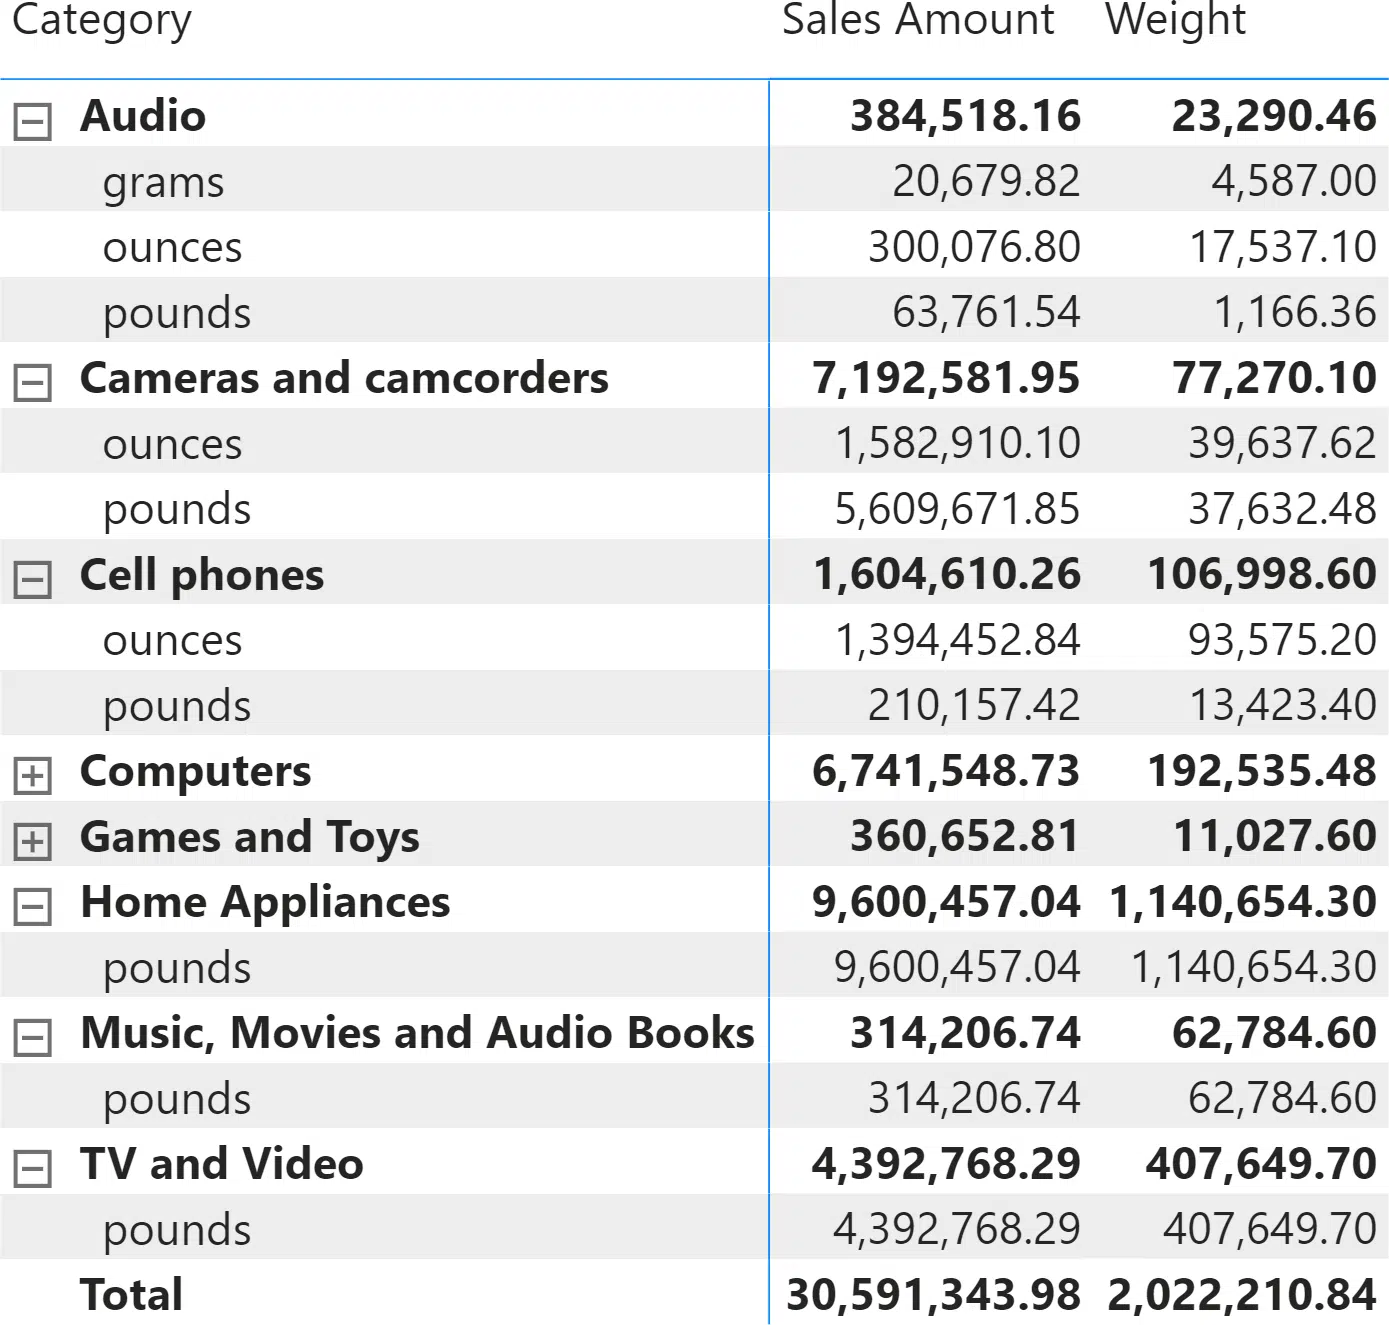 Category Sales Amount Weight
Audio 384,518.16 23,290.46
grams 20,679.82 4,587.00
ounces 300,076.80 17,537.10
pounds 63,761.54 1,166.36
Cameras and camcorders 7,192,581.95 77,270.10
ounces 1,582,910.10 39,637.62
pounds 5,609,671.85 37,632.48
Cell phones 1,604,610.26 106,998.60
ounces 1,394,452.84 93,575.20
pounds 210,157.42 13,423.40
Computers 6,741,548.73 192,535.48
Games and Toys 360,652.81 11,027.60
Home Appliances 9,600,457.04 1,140,654.30
pounds 9,600,457.04 1,140,654.30
Music, Movies and Audio Books 314,206.74 62,784.60
pounds 314,206.74 62,784.60
TV and Video 4,392,768.29 407,649.70
pounds 4,392,768.29 407,649.70
Total 30,591,343.98 2,022,210.84